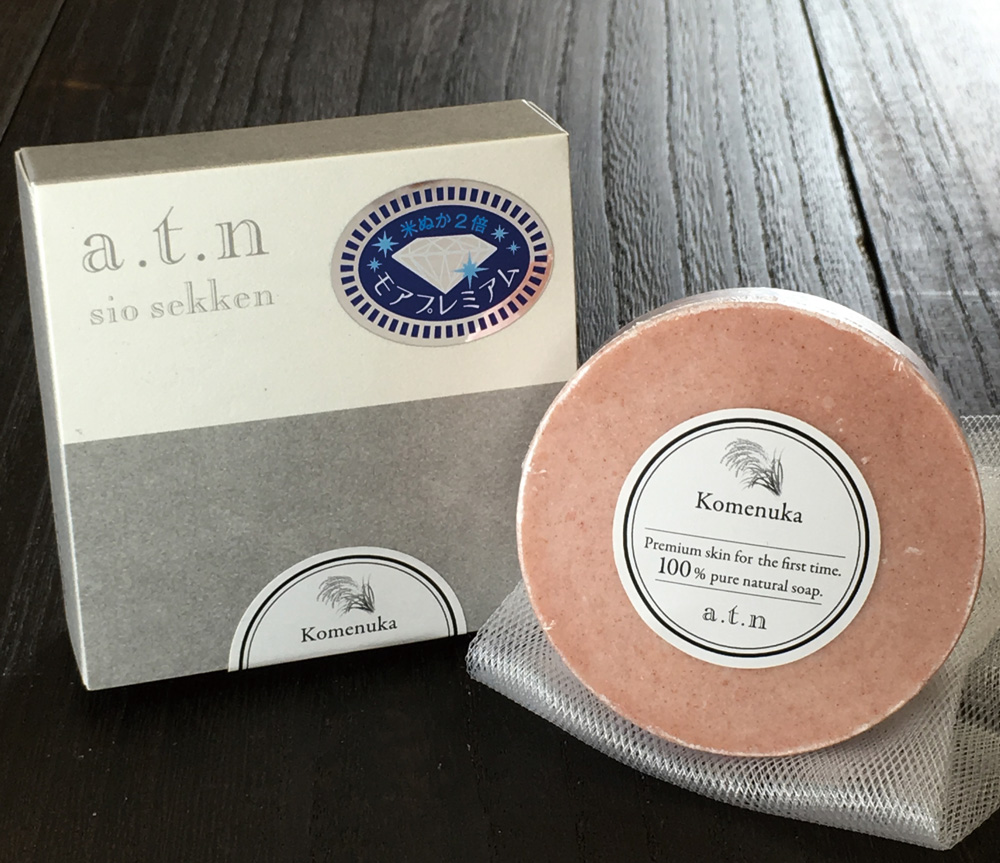 a.t.n
sio sekken
米ぬか2倍
モアプレミアム
Komenuka
Komenuka
Premium skin for the first time.
100% pure natural soap.
a.t.n